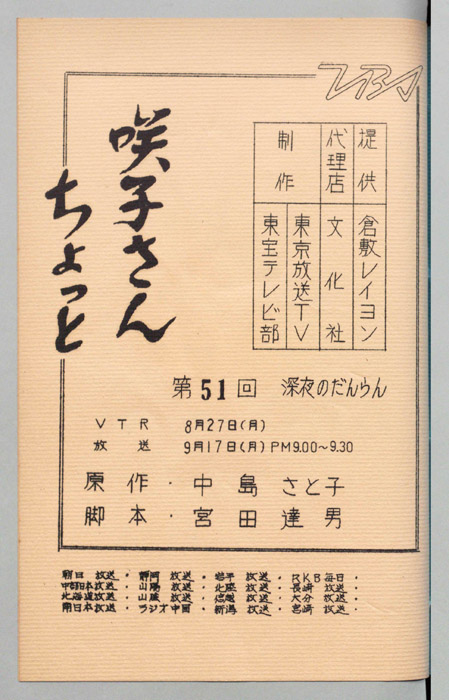 TBS
咲子さん
ちょっと
提供 倉敷レイヨン
代理店 文化社
制作 東京放送TV
東宝テレビ部
第51回 深夜のだんらん
VTR 8月27日(月)
放送 9月17日(月)PM9.00～9.30
原作・中島さと子
脚本・宮田達男
朝日放送・静岡放送・岩手放送・RKB毎日・
中部日本放送・山陽放送・北陸放送・長崎放送・
北海道放送・山陰放送・信越放送・大分放送・
南日本放送・ラジオ中国・新潟放送・宮崎放送・